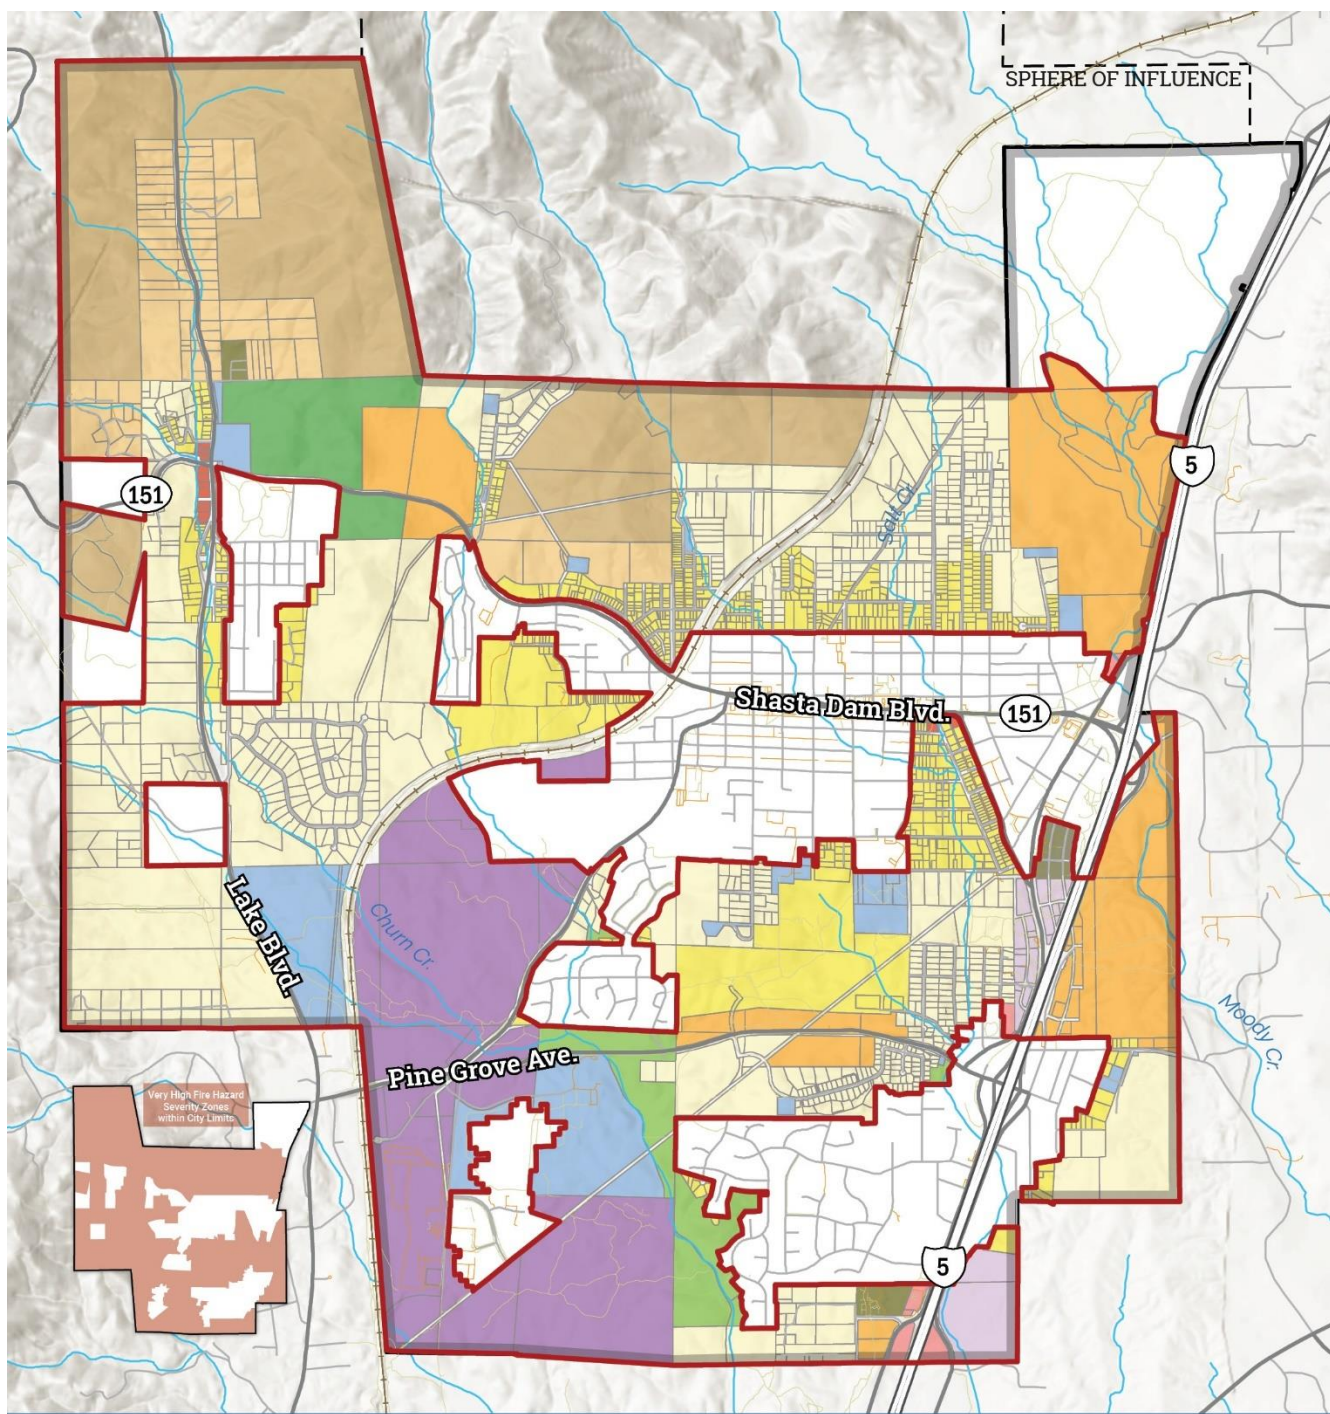 SPHERE OF INFLUENCE
5
151
Salt Cr.
Shasta Dam Blvd.
151
Lake Blvd.
Churn Cr.
Moody Cr.
Pine Grove Ave.
Very High Fire Hazard
Severity Zones
within City Limits
5